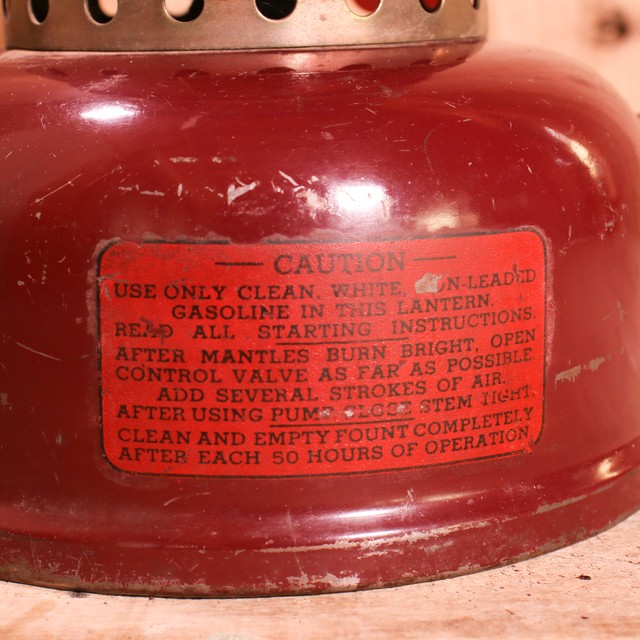 CAUTION
USE ONLY CLEAN, WHITE, UN-LEADED
GASOLINE IN THIS LANTERN.
READ ALL STARTING INSTRUCTIONS.
AFTER MANTLES BURN BRIGHT, OPEN
CONTROL VALVE AS FAR AS POSSIBLE.
ADD SEVERAL STROKES OF AIR.
AFTER USING PUMP CLOSE STEM TIGHT.
CLEAN AND EMPTY FOUNT COMPLETELY
AFTER EACH 50 HOURS OF OPERATION.